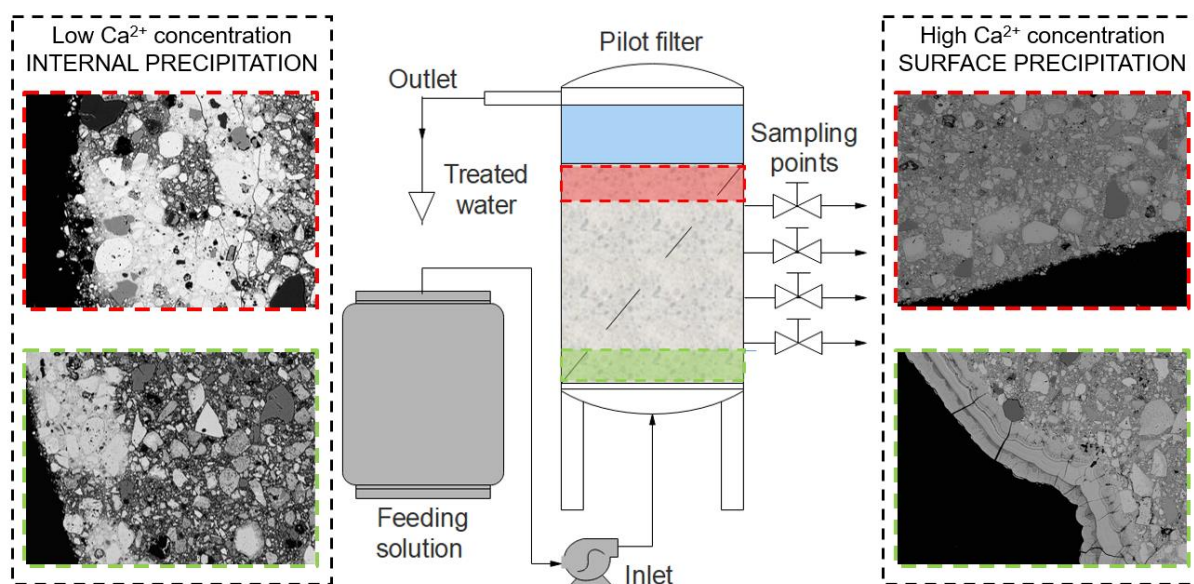 Low Ca²⁺ concentration
INTERNAL PRECIPITATION
Pilot filter
Outlet
Treated
water
Feeding
solution
Inlet
Sampling
points
High Ca²⁺ concentration
SURFACE PRECIPITATION